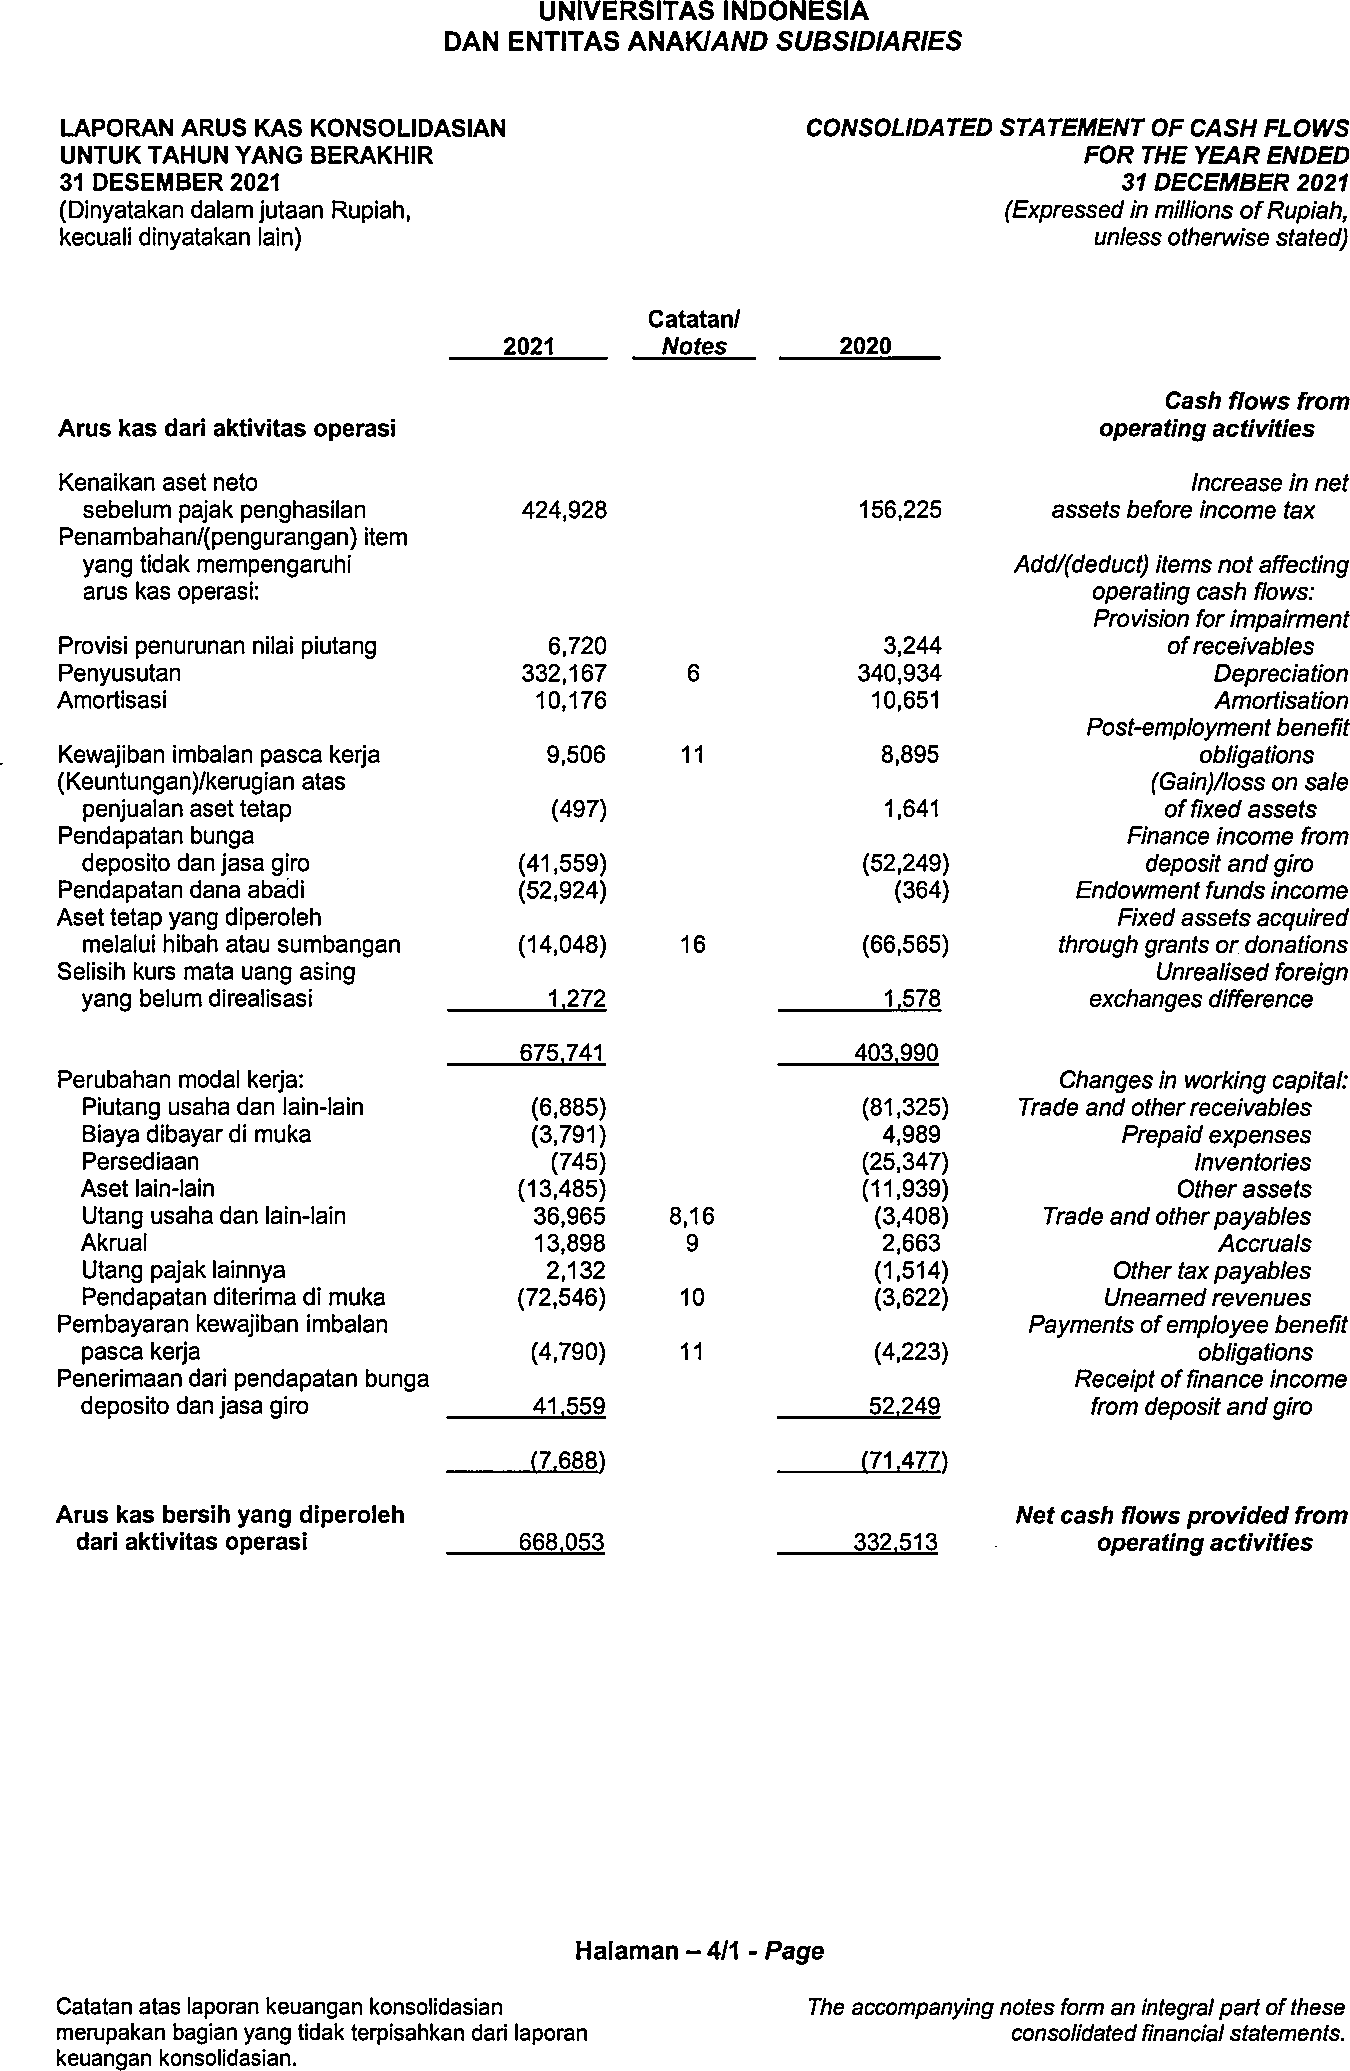 UNIVERSITAS INDONESIA
DAN ENTITAS ANAK/AND SUBSIDIARIES
LAPORAN ARUS KAS KONSOLIDASIAN CONSOLIDATED STATEMENT OF CASH FLOWS
UNTUK TAHUN YANG BERAKHIR FOR THE YEAR ENDED
31 DESEMBER 2021 31 DECEMBER 2021
(Dinyatakan dalam jutaan Rupiah, (Expressed in millions of Rupiah,
kecuali dinyatakan lain) unless otherwise stated)
Catatan/
2021 Notes 2020
Cash flows from
Arus kas dari aktivitas operasi operating activities
Kenaikan aset neto Increase in net
sebelum pajak penghasilan 424,928 156,225 assets before income tax
Penambahan/(pengurangan) item
yang tidak mempengaruhi Add/(deduct) items not affecting
arus kas operasi: operating cash flows:
Provision for impairment
Provisi penurunan nilai piutang 6,720 3,244 of receivables
Penyusutan 332,167 6 340,934 Depreciation
Amortisasi 10,176 10,651 Amortisation
Post-employment benefit
Kewajiban imbalan pasca kerja 9,506 11 8,895 obligations
(Keuntungan)/kerugian atas (Gain)/loss on sale
penjualan aset tetap (497) 1,641 of fixed assets
Pendapatan bunga Finance income from
deposito dan jasa giro (41,559) (52,249) deposit and giro
Pendapatan dana abadi (52,924) (364) Endowment funds income
Aset tetap yang diperoleh Fixed assets acquired
melalui hibah atau sumbangan (14,048) 16 (66,565) through grants or donations
Selisih kurs mata uang asing Unrealised foreign
yang belum direalisasi 1,272 1,578 exchanges difference
675,741 403,990
Perubahan modal kerja: Changes in working capital:
Piutang usaha dan lain-lain (6,885) (81,325) Trade and other receivables
Biaya dibayar di muka (3,791) 4,989 Prepaid expenses
Persediaan (745) (25,347) Inventories
Aset lain-lain (13,485) (11,939) Other assets
Utang usaha dan lain-lain 36,965 8,16 (3,408) Trade and other payables
Akrual 13,898 9 2,663 Accruals
Utang pajak lainnya 2,132 (1,514) Other tax payables
Pendapatan diterima di muka (72,546) 10 (3,622) Unearned revenues
Pembayaran kewajiban imbalan Payments of employee benefit
pasca kerja (4,790) 11 (4,223) obligations
Penerimaan dari pendapatan bunga Receipt of finance income
deposito dan jasa giro 41,559 52,249 from deposit and giro
(7,688) (71,477)
Arus kas bersih yang diperoleh Net cash flows provided from
dari aktivitas operasi 668,053 332,513 operating activities
Halaman – 4/1 - Page
Catatan atas laporan keuangan konsolidasian The accompanying notes form an integral part of these
merupakan bagian yang tidak terpisahkan dari laporan consolidated financial statements.
keuangan konsolidasian.